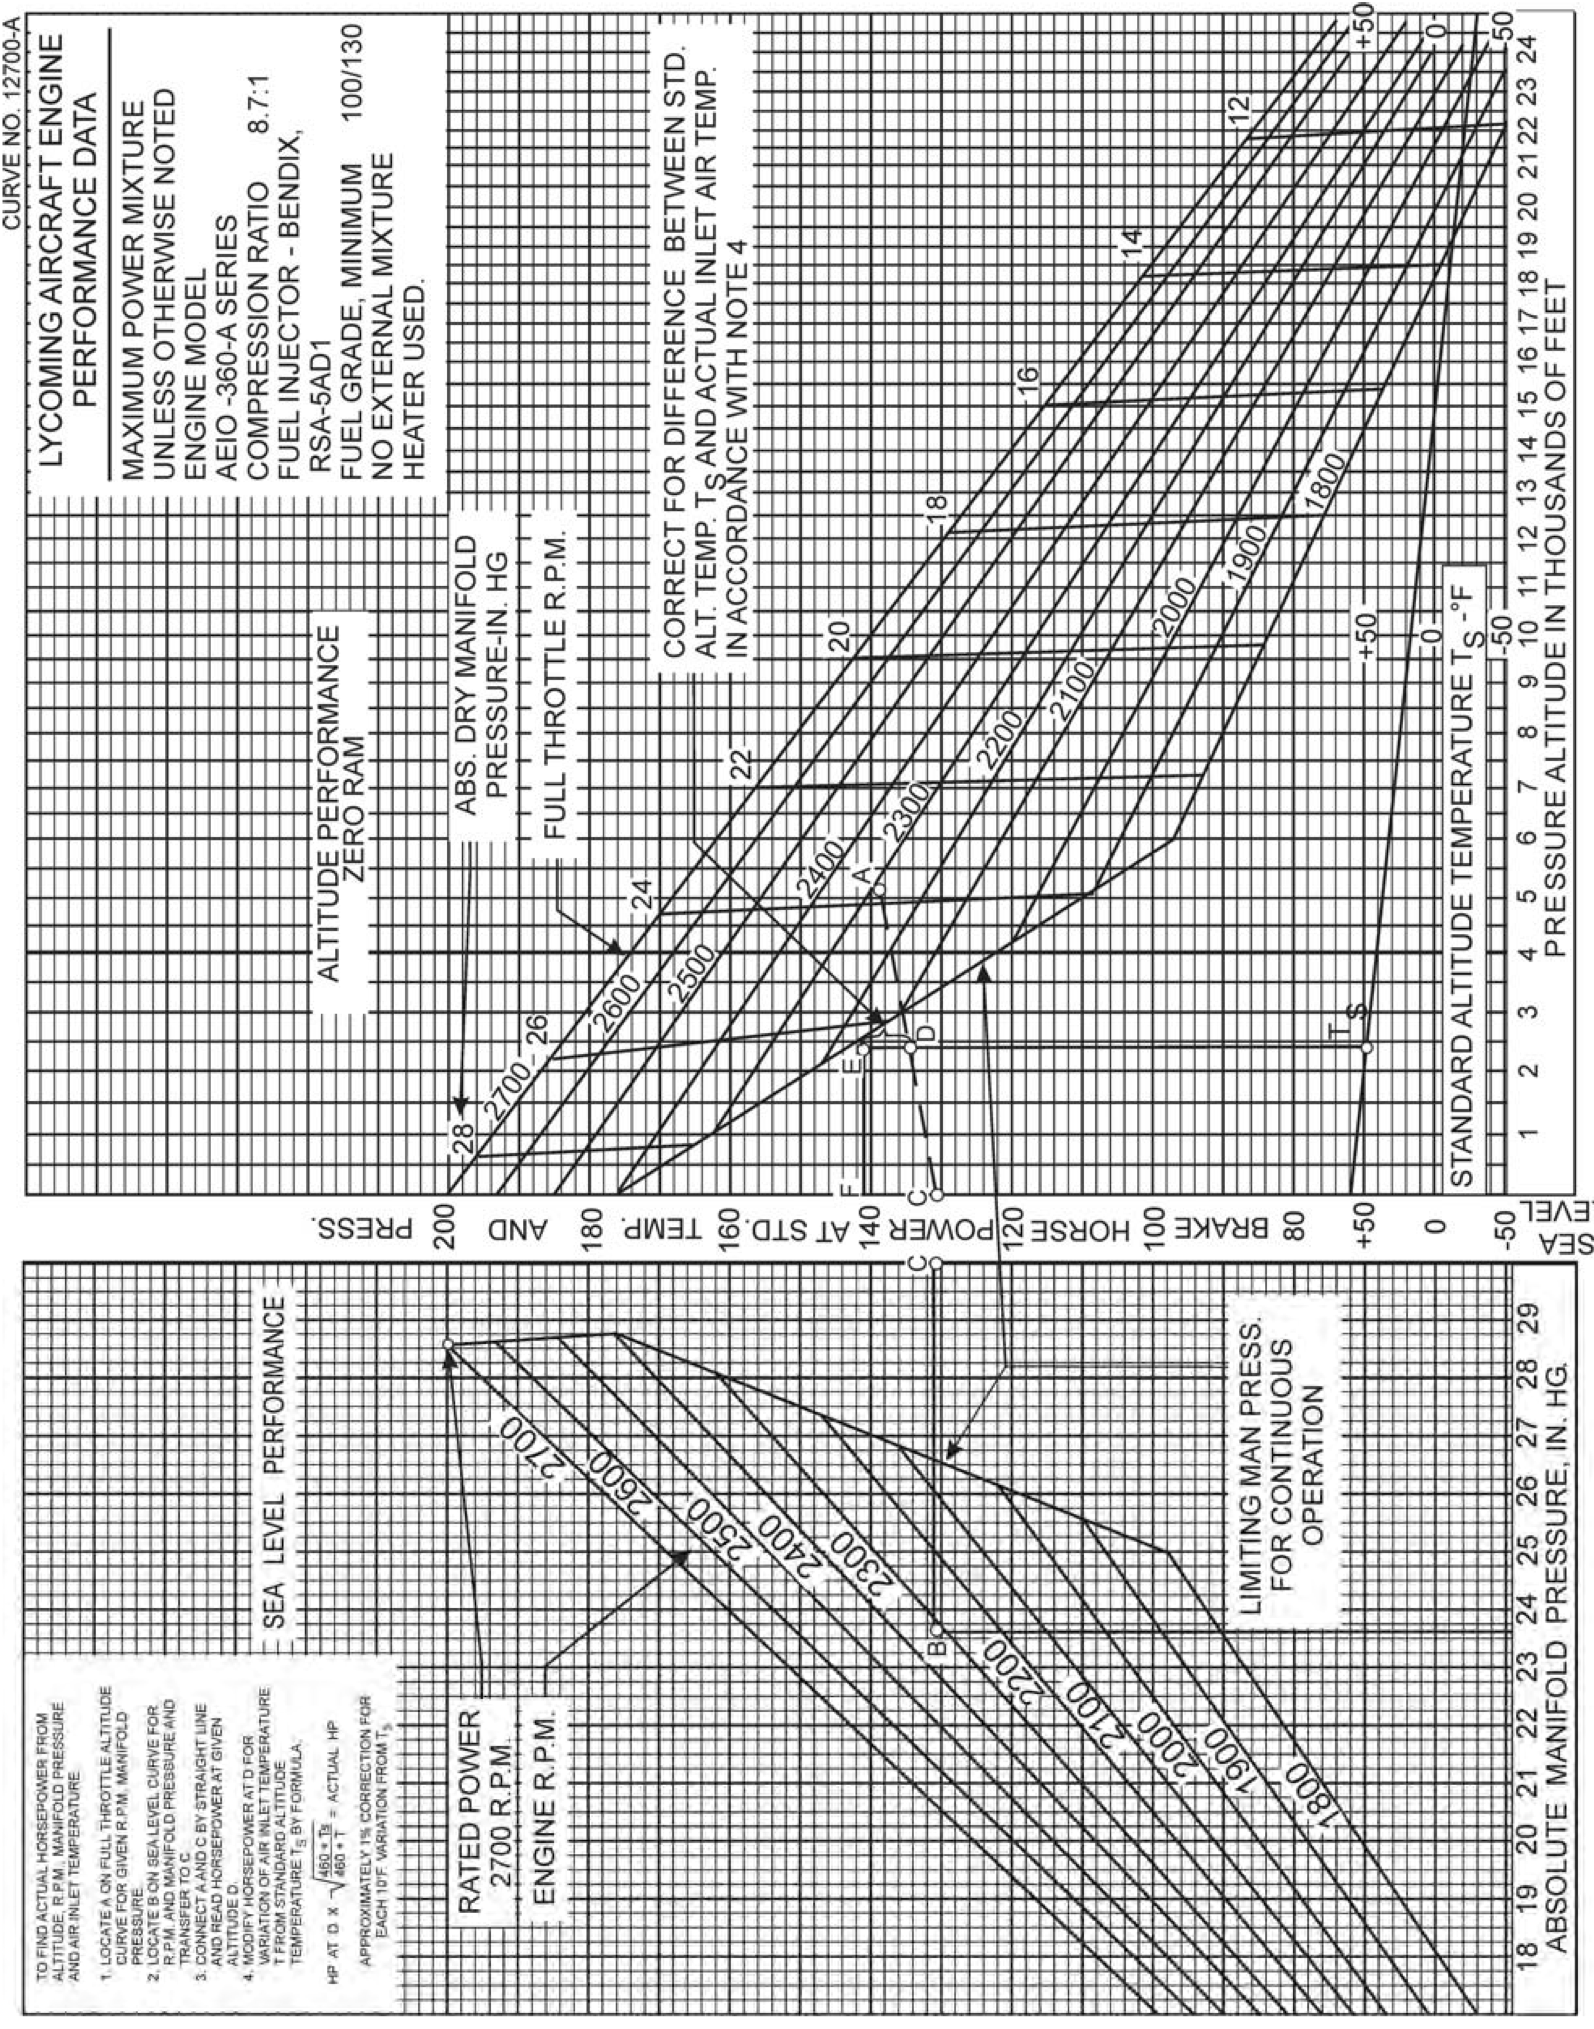 CURVE NO. 12700-A
LYCOMING AIRCRAFT ENGINE
PERFORMANCE DATA
MAXIMUM POWER MIXTURE
UNLESS OTHERWISE NOTED
ENGINE MODEL
AEIO -360-A SERIES
COMPRESSION RATIO 8.7:1
FUEL INJECTOR - BENDIX,
RSA-5AD1
FUEL GRADE, MINIMUM 100/130
NO EXTERNAL MIXTURE
HEATER USED.
TO FIND ACTUAL HORSEPOWER FROM
ALTITUDE, R.P.M., MANIFOLD PRESSURE
AND AIR INLET TEMPERATURE
1. LOCATE A ON FULL THROTTLE ALTITUDE
CURVE FOR GIVEN R.P.M. MANIFOLD
PRESSURE.
2. LOCATE B ON SEA LEVEL CURVE FOR
R.P.M. AND MANIFOLD PRESSURE AND
TRANSFER TO C.
3. CONNECT A AND C BY STRAIGHT LINE
AND READ HORSEPOWER AT GIVEN
ALTITUDE D.
4. MODIFY HORSEPOWER AT D FOR
VARIATION OF AIR INLET TEMPERATURE
T FROM STANDARD ALTITUDE
TEMPERATURE TS BY FORMULA.
HP AT D X √ 460 + Ts / 460 + T = ACTUAL HP
APPROXIMATELY 1% CORRECTION FOR
EACH 10°F. VARIATION FROM TS
SEA LEVEL PERFORMANCE
RATED POWER
2700 R.P.M.
ENGINE R.P.M.
2700
2600
2500
2400
2300
2200
2100
2000
1900
1800
B
C
LIMITING MAN PRESS.
FOR CONTINUOUS
OPERATION
18 19 20 21 22 23 24 25 26 27 28 29
ABSOLUTE MANIFOLD PRESSURE, IN. HG.
BRAKE HORSE POWER AT STD. TEMP. AND PRESS.
200
180
160
140
120
100
80
+50
0
-50
SEA
LEVEL
ALTITUDE PERFORMANCE
ZERO RAM
ABS. DRY MANIFOLD
PRESSURE-IN. HG
FULL THROTTLE R.P.M.
CORRECT FOR DIFFERENCE BETWEEN STD.
ALT. TEMP. TS AND ACTUAL INLET AIR TEMP.
IN ACCORDANCE WITH NOTE 4
28 26 24 22 20 18 16 14 12
2700
2600
2500
2400
2300
2200
2100
2000
1900
1800
F
E
C
D
A
T S
+50
0
-50
+50
0
50
STANDARD ALTITUDE TEMPERATURE TS -°F
1 2 3 4 5 6 7 8 9 10 11 12 13 14 15 16 17 18 19 20 21 22 23 24
PRESSURE ALTITUDE IN THOUSANDS OF FEET